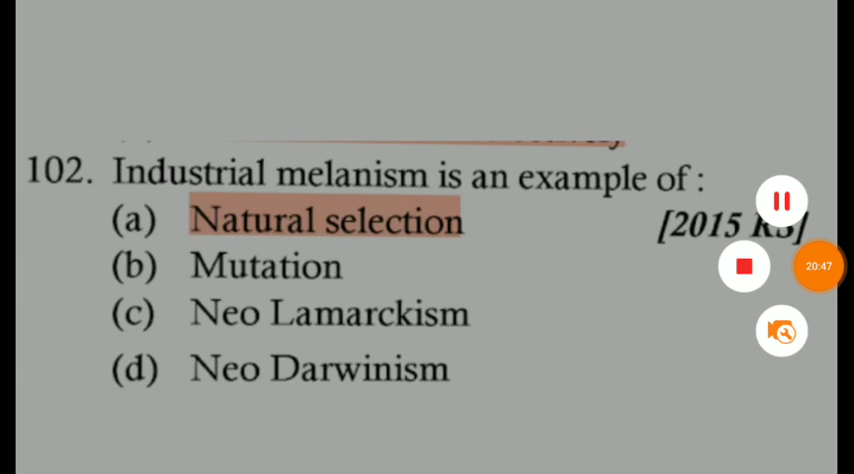 102. Industrial melanism is an example of :
(a) Natural selection [2015
(b) Mutation
20:47
(c) Neo Lamarckism
(d) Neo Darwinism